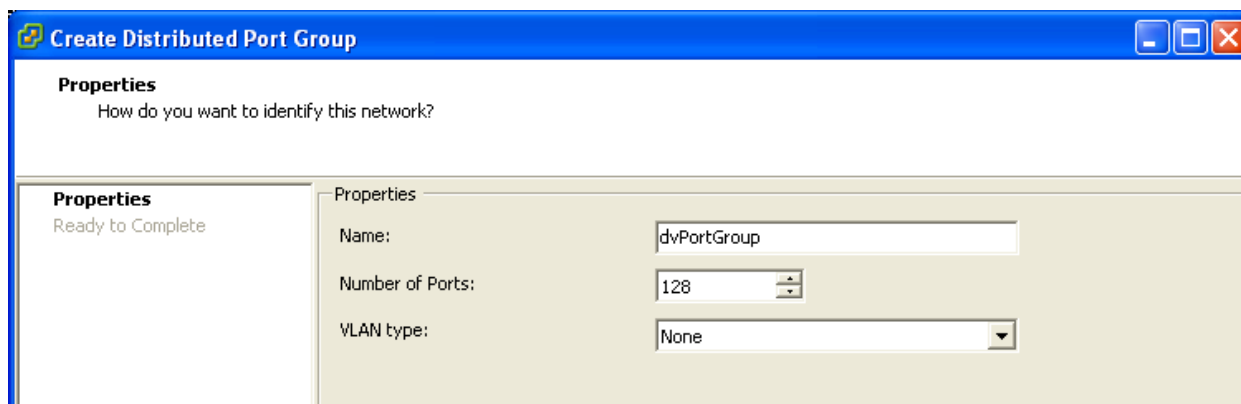 Create Distributed Port Group
Properties
How do you want to identify this network?
Properties
Ready to Complete
Properties
Name: dvPortGroup
Number of Ports: 128
VLAN type: None